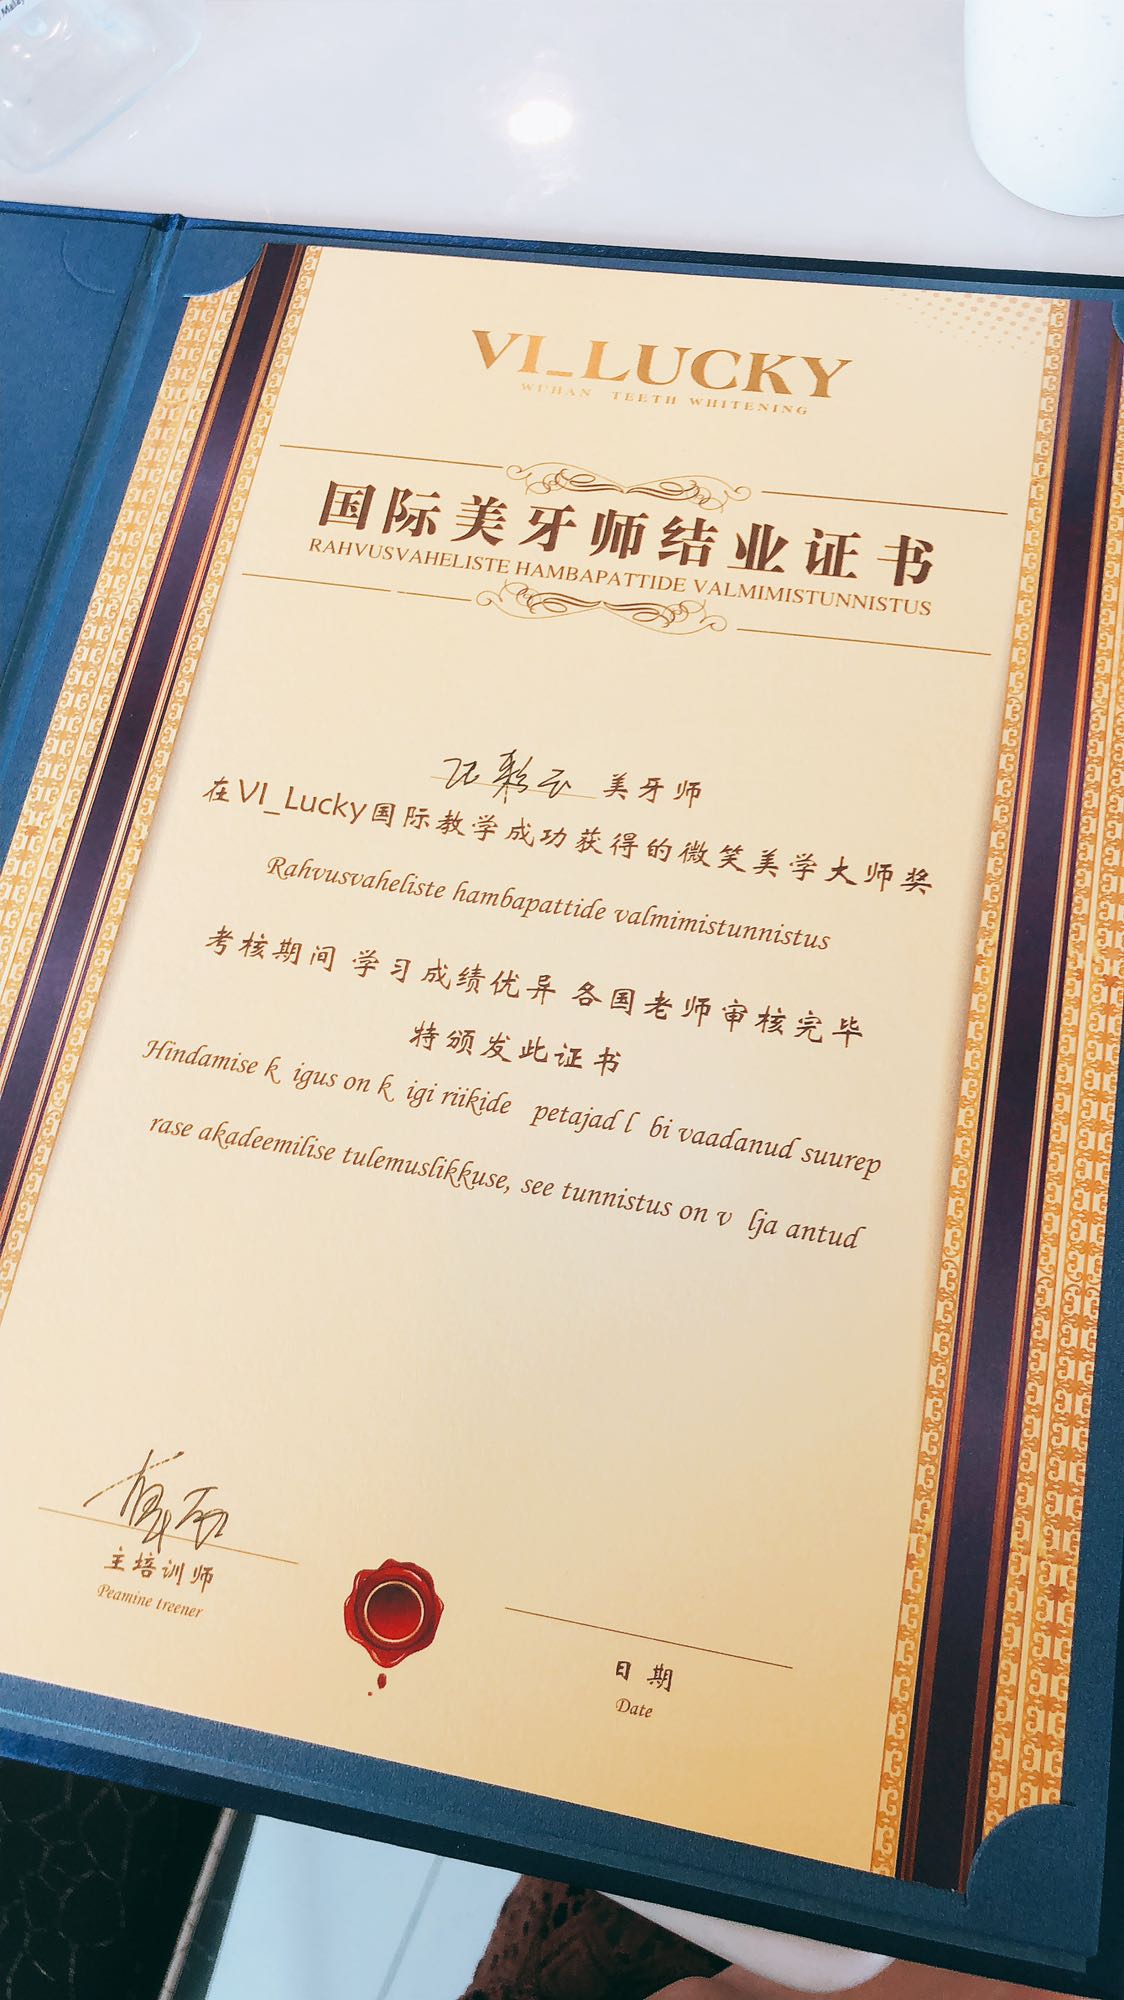 Malay
VI_LUCKY
WUHAN TEETH WHITENING
国际美牙师结业证书
RAHVUSVAHELISTE HAMBAPATTIDE VALMIMISTUNNISTUS
彩云 美牙师
在VI_Lucky国际教学成功获得的微笑美学大师奖
Rahvusvaheliste hambapattide valmimistunnistus
考核期间 学习成绩优异 各国老师审核完毕
特颁发此证书
Hindamise k igus on k igi riikide petajad l bi vaadanud suurep
rase akadeemilise tulemuslikkuse, see tunnistus on v lja antud
主培训师
Peamine treener
日期
Date